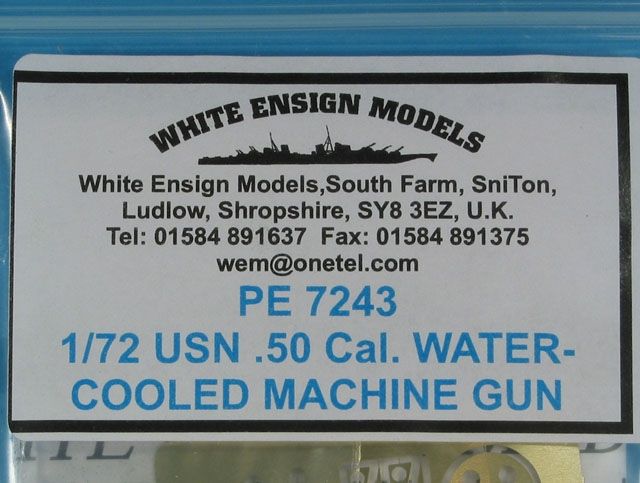 WHITE ENSIGN MODELS
White Ensign Models,South Farm, SniTon,
Ludlow, Shropshire, SY8 3EZ, U.K.
Tel: 01584 891637 Fax: 01584 891375
wem@onetel.com
PE 7243
1/72 USN .50 Cal. WATER-
COOLED MACHINE GUN